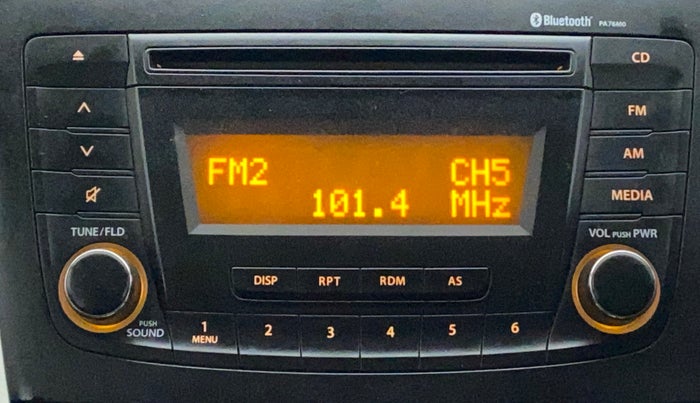 Bluetooth PA76M0
CD
FM
AM
MEDIA
FM2 CH5
101.4 MHz
TUNE/FLD
VOL PUSH PWR
DISP RPT RDM AS
PUSH
SOUND
1 2 3 4 5 6
MENU